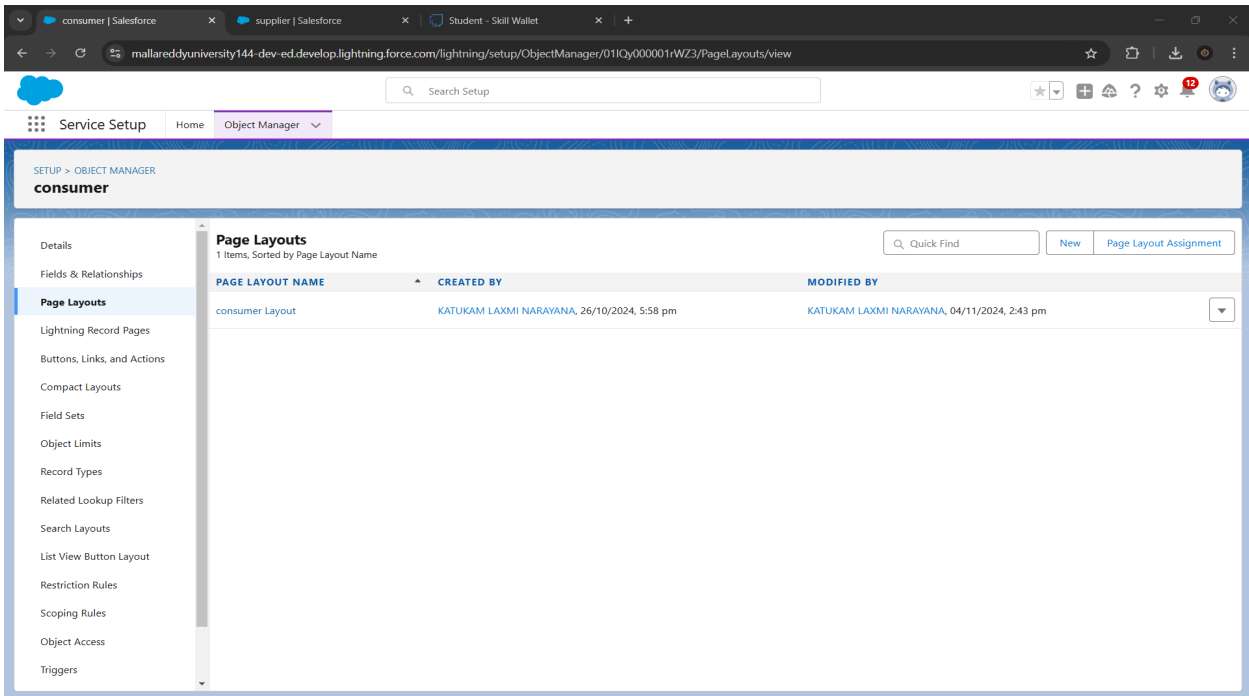 consumer | Salesforce
supplier | Salesforce
Student - Skill Wallet
mallareddyuniversity144-dev-ed.develop.lightning.force.com/lightning/setup/ObjectManager/01IQy000001rWZ3/PageLayouts/view
Search Setup
12
Service Setup Home Object Manager
SETUP > OBJECT MANAGER
consumer
Details
Fields & Relationships
Page Layouts
Lightning Record Pages
Buttons, Links, and Actions
Compact Layouts
Field Sets
Object Limits
Record Types
Related Lookup Filters
Search Layouts
List View Button Layout
Restriction Rules
Scoping Rules
Object Access
Triggers
Page Layouts
1 Items, Sorted by Page Layout Name
Quick Find New Page Layout Assignment
PAGE LAYOUT NAME CREATED BY MODIFIED BY
consumer Layout KATUKAM LAXMI NARAYANA, 26/10/2024, 5:58 pm KATUKAM LAXMI NARAYANA, 04/11/2024, 2:43 pm